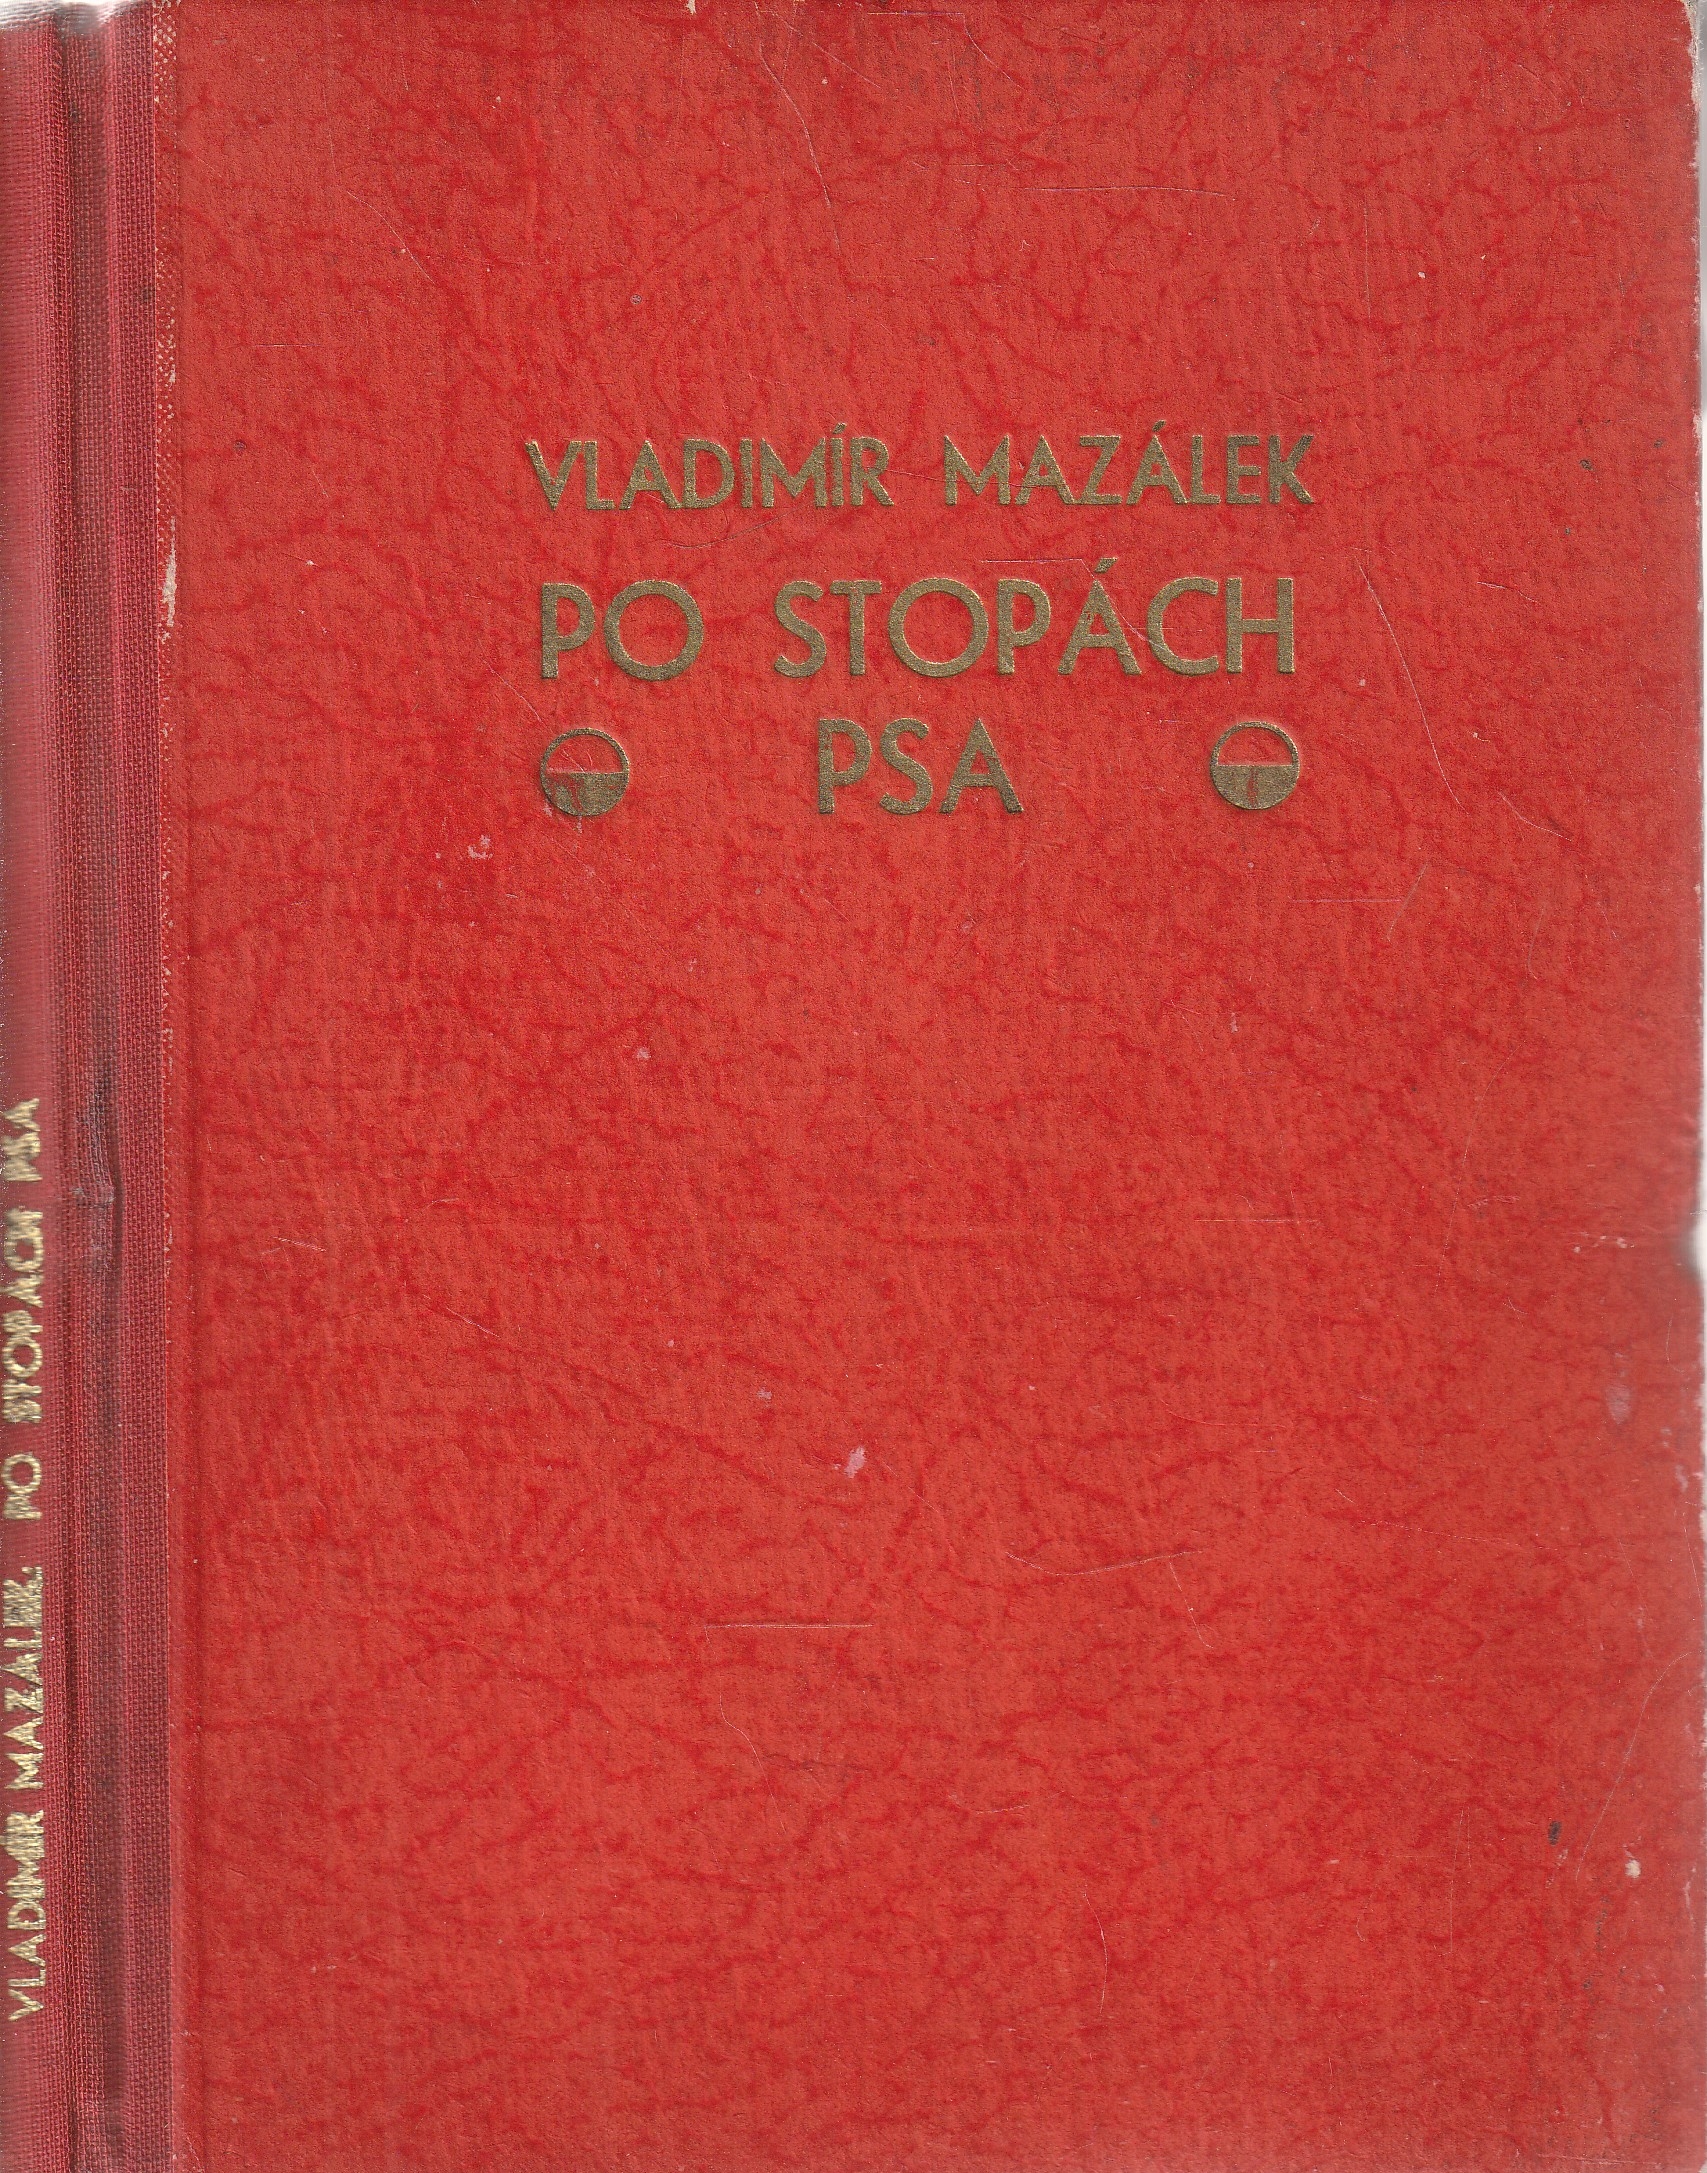 VLADIMÍR MAZÁLEK
PO STOPÁCH
PSA
VLADIMÍR MAZÁLEK. PO STOPÁCH PSA